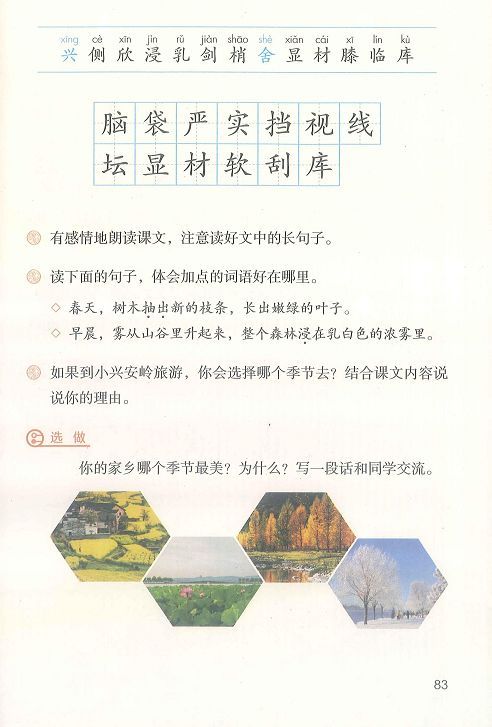 xīng cè xīn jìn rǔ jiàn shāo shě xiǎn cái xī lín kù
兴 侧 欣 浸 乳 剑 梢 舍 显 材 膝 临 库
脑袋严实挡视线
坛显材软刮库
有感情地朗读课文，注意读好文中的长句子。
读下面的句子，体会加点的词语好在哪里。
◇ 春天，树木抽出新的枝条，长出嫩绿的叶子。
◇ 早晨，雾从山谷里升起来，整个森林浸在乳白色的浓雾里。
如果到小兴安岭旅游，你会选择哪个季节去？结合课文内容说
说你的理由。
选做
你的家乡哪个季节最美？为什么？写一段话和同学交流。
83